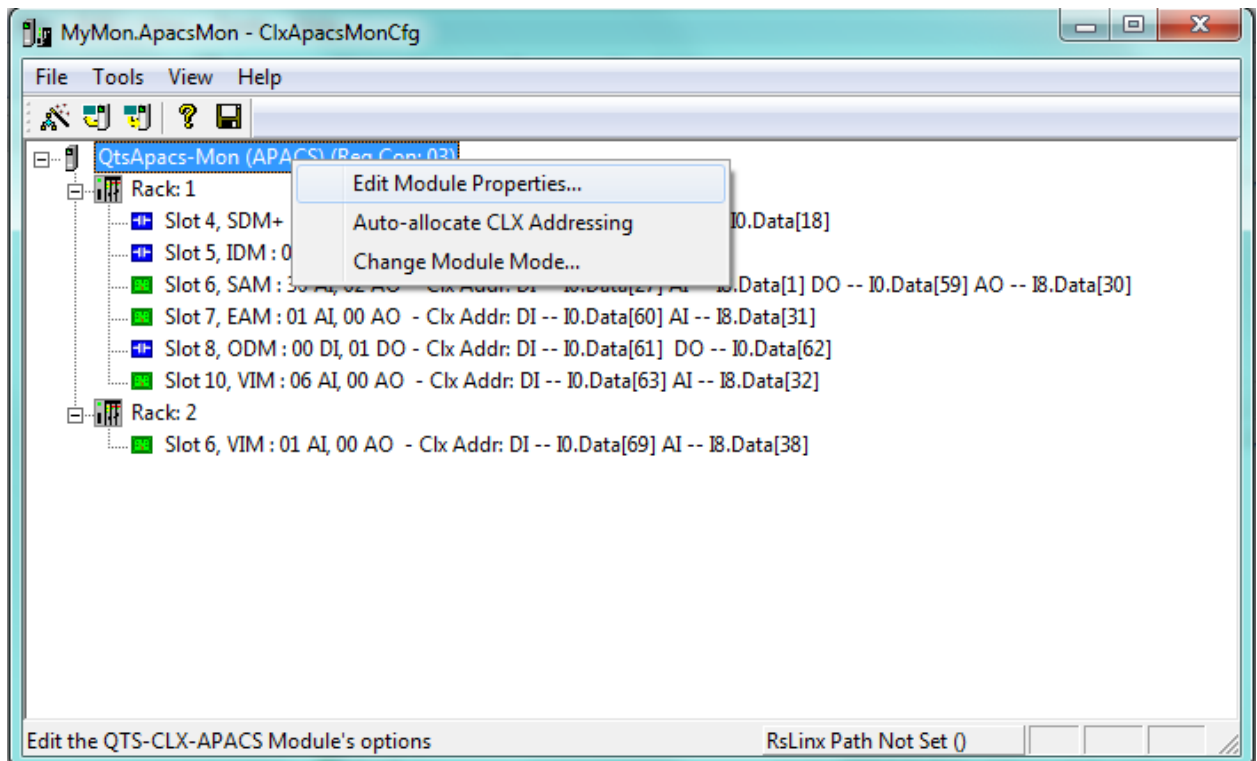 MyMon.ApacsMon - ClxApacsMonCfg
File Tools View Help
QtsApacs-Mon (APACS) (Req Con: 03)
Edit Module Properties...
Rack: 1
Slot 4, SDM+ I0.Data[18]
Auto-allocate CLX Addressing
Slot 5, IDM : 0
Change Module Mode...
Slot 6, SAM : 30 AI, 02 AO - Clx Addr: DI -- I0.Data[27] AI -- I8.Data[1] DO -- I0.Data[59] AO -- I8.Data[30]
Slot 7, EAM : 01 AI, 00 AO - Clx Addr: DI -- I0.Data[60] AI -- I8.Data[31]
Slot 8, ODM : 00 DI, 01 DO - Clx Addr: DI -- I0.Data[61] DO -- I0.Data[62]
Slot 10, VIM : 06 AI, 00 AO - Clx Addr: DI -- I0.Data[63] AI -- I8.Data[32]
Rack: 2
Slot 6, VIM : 01 AI, 00 AO - Clx Addr: DI -- I0.Data[69] AI -- I8.Data[38]
Edit the QTS-CLX-APACS Module's options
RsLinx Path Not Set ()